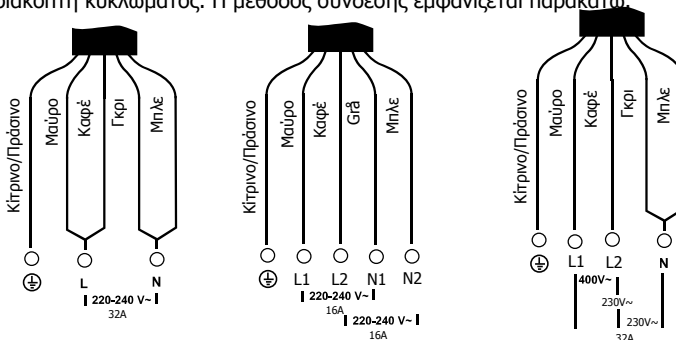 διακόπτη κυκλώματος. Η μέθοδος σύνδεσης εμφανίζεται παρακάτω.
Κίτρινο/Πράσινο
Μαύρο
Καφέ
Γκρι
Μπλε
L
N
220-240 V~
32A
Κίτρινο/Πράσινο
Μαύρο
Καφέ
Grå
Μπλε
L1
L2
N1
N2
220-240 V~
16A
220-240 V~
16A
Κίτρινο/Πράσινο
Μαύρο
Καφέ
Γκρι
Μπλε
L1
L2
N
400V~
230V~
230V~
32A